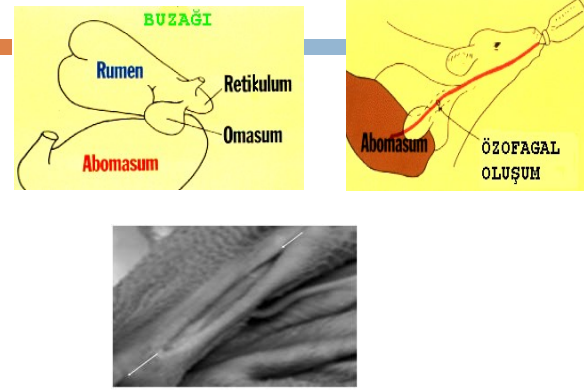 BUZAĞI
Rumen
Retikulum
Omasum
Abomasum
Abomasum
ÖZOFAGAL
OLUŞUM